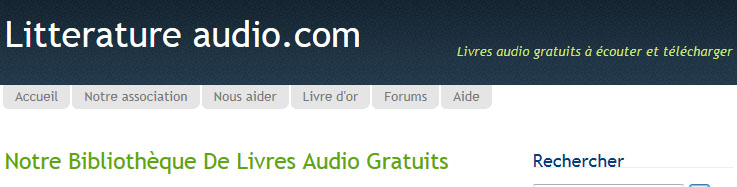 Litterature audio.com
Livres audio gratuits à écouter et télécharger
Accueil Notre association Nous aider Livre d'or Forums Aide
Notre Bibliothèque De Livres Audio Gratuits
Rechercher